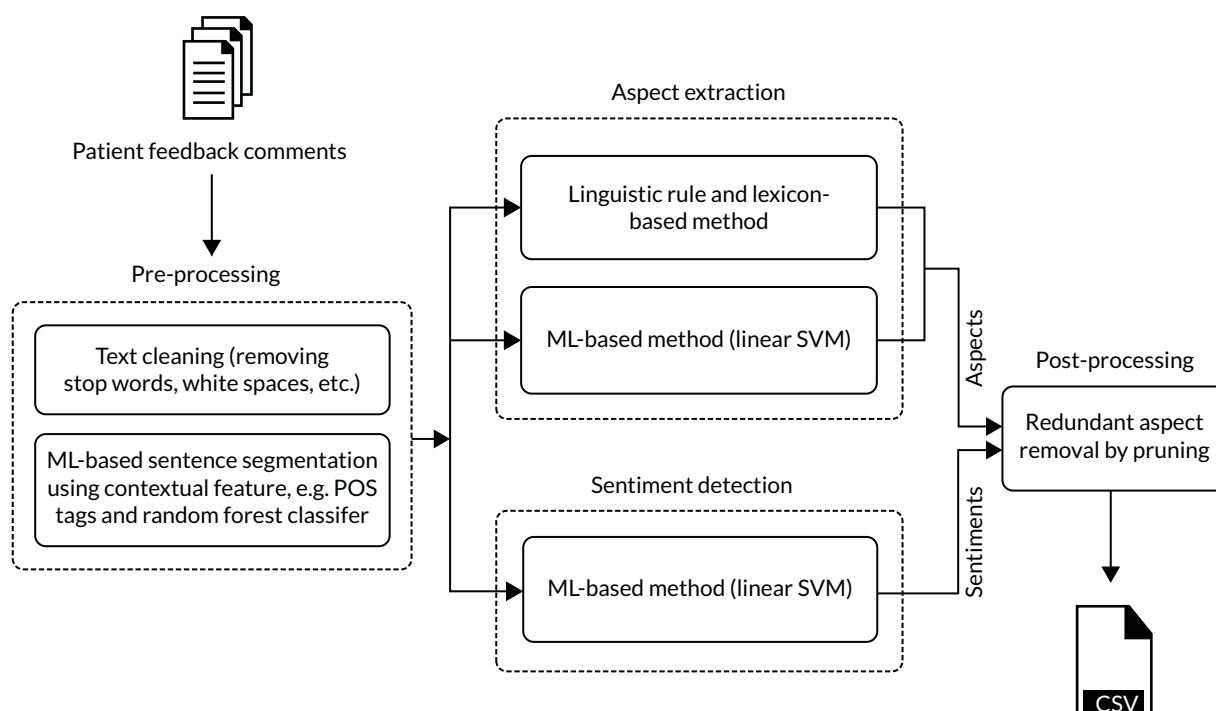 Patient feedback comments
Pre-processing
Text cleaning (removing
stop words, white spaces, etc.)
ML-based sentence segmentation
using contextual feature, e.g. POS
tags and random forest classifer
Aspect extraction
Linguistic rule and lexicon-
based method
ML-based method (linear SVM)
Sentiment detection
ML-based method (linear SVM)
Aspects
Sentiments
Post-processing
Redundant aspect
removal by pruning
CSV